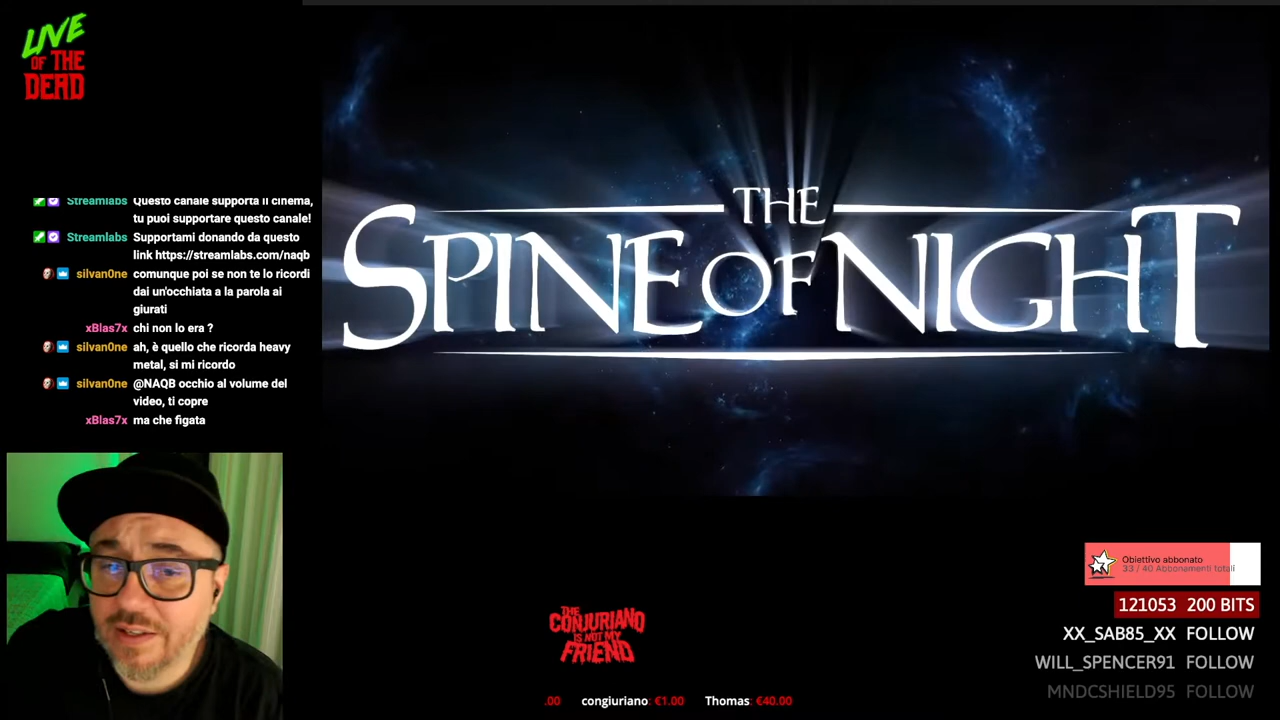 LIVE
OF THE
DEAD
THE
SPINE OF NIGHT
Streamlabs Questo canale supporta il cinema,
tu puoi supportare questo canale!
Streamlabs Supportami donando da questo
link https://streamlabs.com/naqb
silvan0ne comunque poi se non te lo ricordi
dai un'occhiata a la parola ai
giurati
xBlas7x chi non lo era ?
silvan0ne ah, è quello che ricorda heavy
metal, si mi ricordo
silvan0ne @NAQB occhio al volume del
video, ti copre
xBlas7x ma che figata
Obiettivo abbonato
33 / 40 Abbonamenti totali
121053 200 BITS
XX_SAB85_XX FOLLOW
WILL_SPENCER91 FOLLOW
MNDCSHIELD95 FOLLOW
THE
CONJURIANO
IS NOT MY
FRIEND
.00 congiuriano: €1.00 Thomas: €40.00